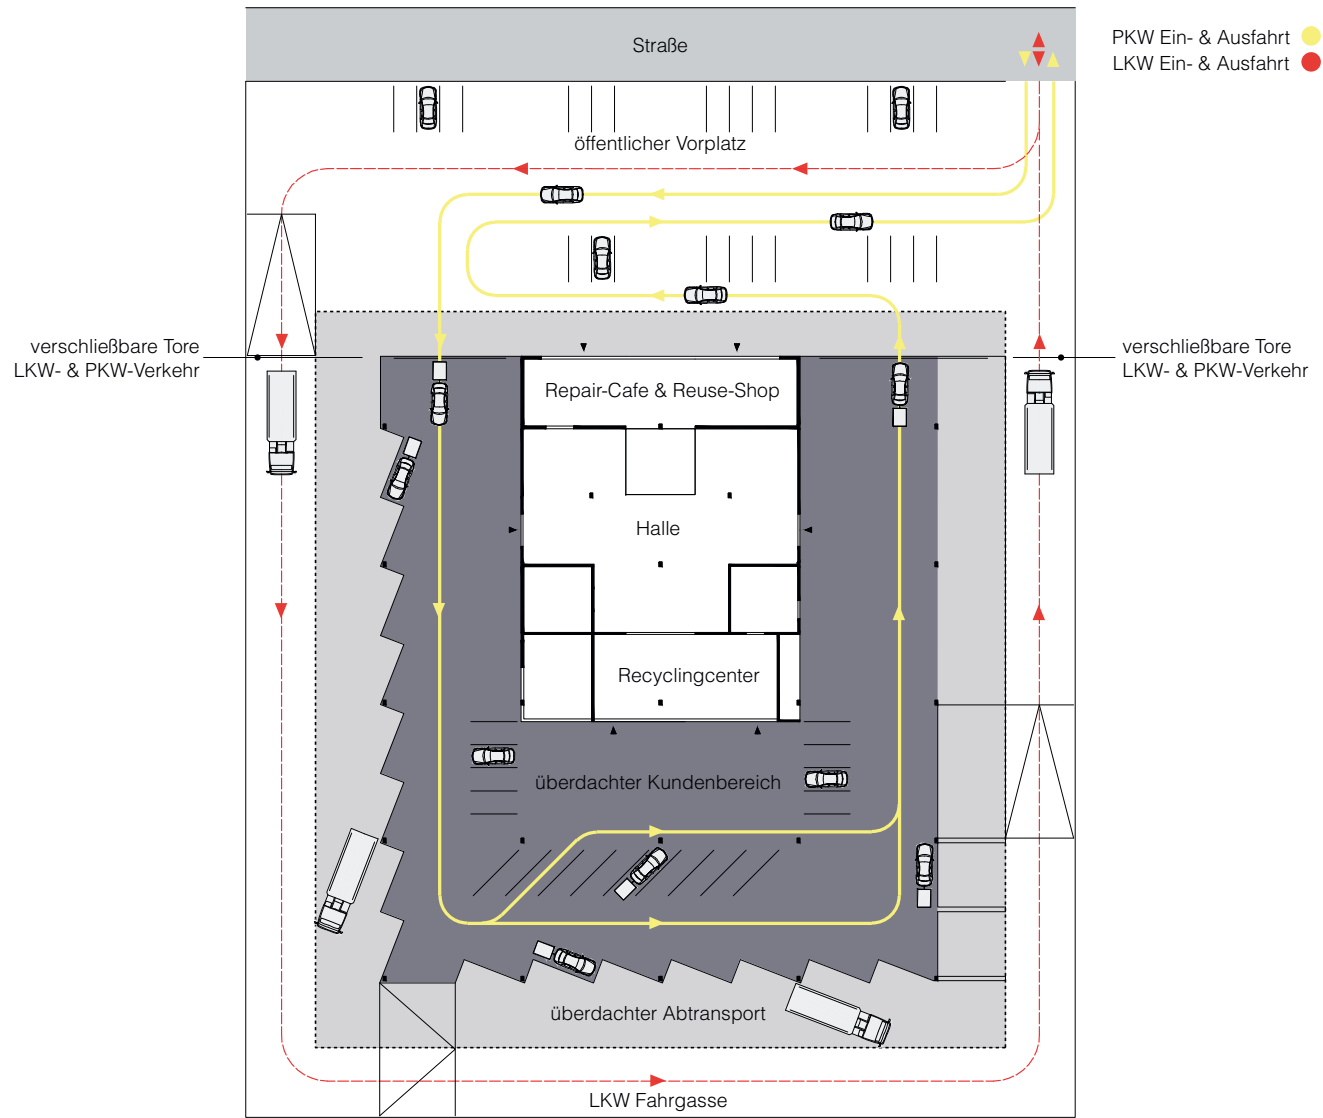 Straße
PKW Ein- & Ausfahrt
LKW Ein- & Ausfahrt
öffentlicher Vorplatz
verschließbare Tore
LKW- & PKW-Verkehr
verschließbare Tore
LKW- & PKW-Verkehr
Repair-Cafe & Reuse-Shop
Halle
Recyclingcenter
überdachter Kundenbereich
überdachter Abtransport
LKW Fahrgasse